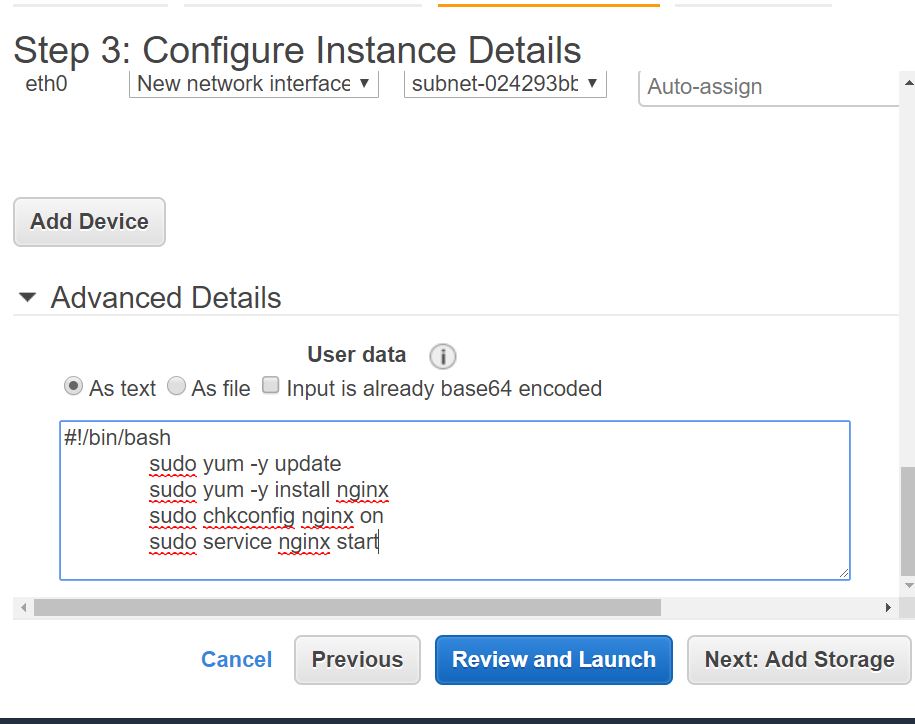 Step 3: Configure Instance Details
eth0 New network interface subnet-024293bb Auto-assign
Add Device
Advanced Details
User data
As text As file Input is already base64 encoded
#!/bin/bash
sudo yum -y update
sudo yum -y install nginx
sudo chkconfig nginx on
sudo service nginx start
Cancel Previous Review and Launch Next: Add Storage